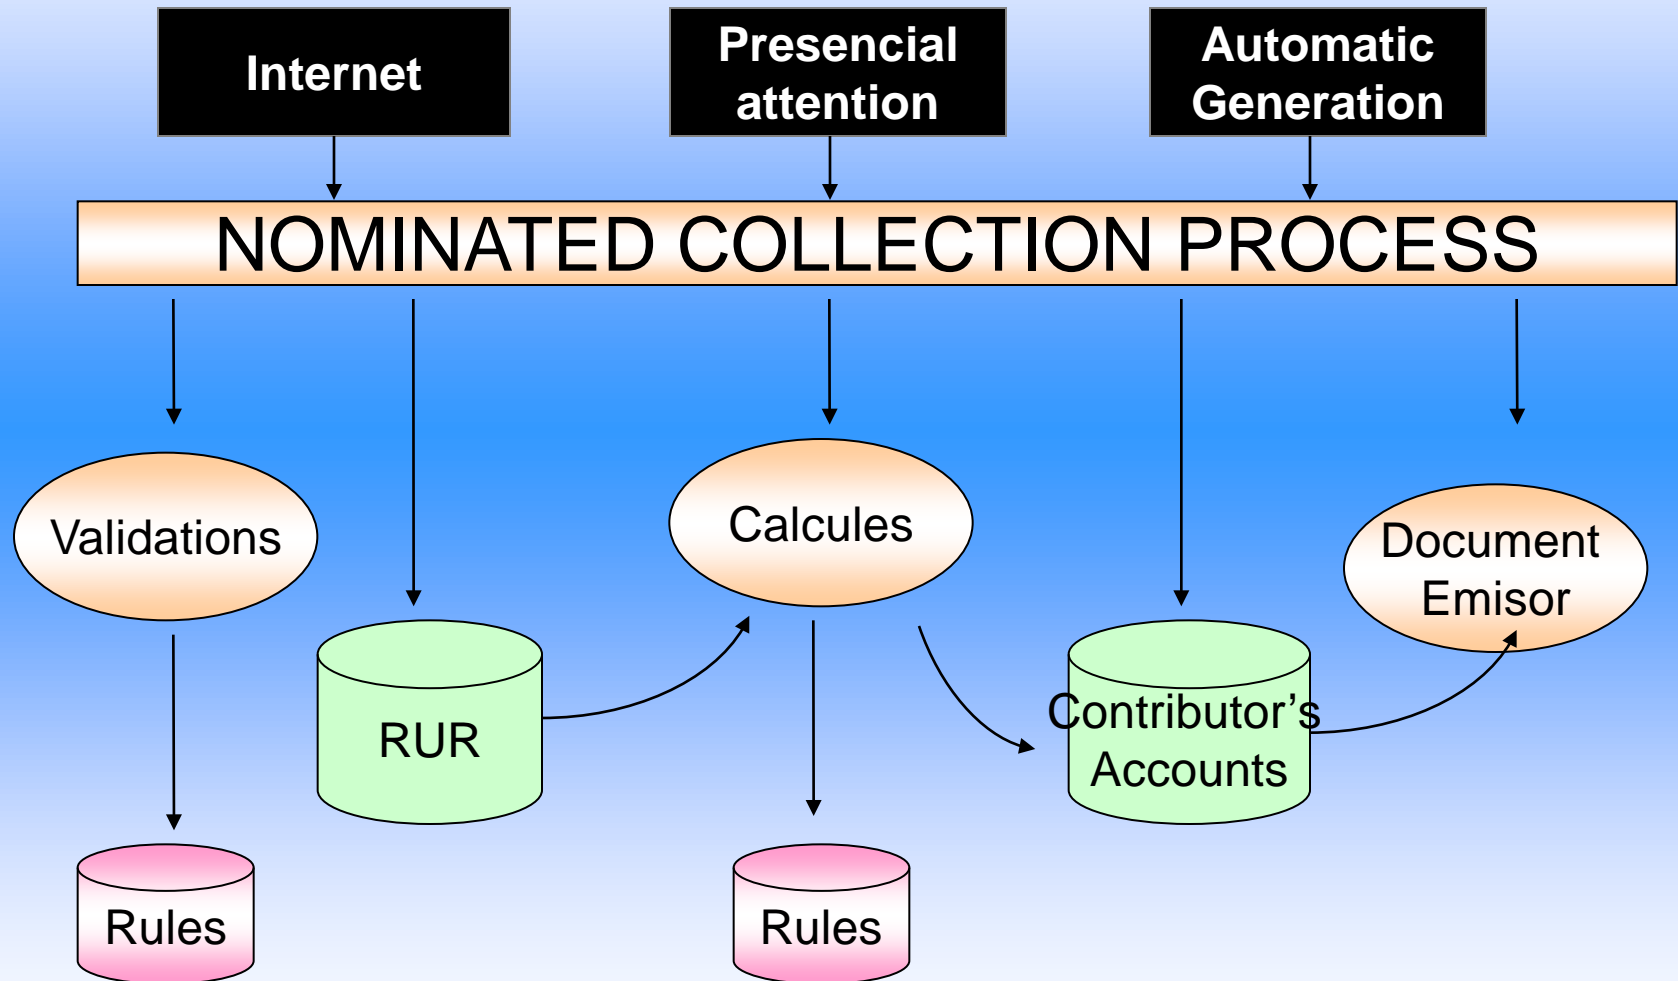 Internet
Presencial
attention
Automatic
Generation
NOMINATED COLLECTION PROCESS
Validations
Calcules
Document
Emisor
RUR
Contributor’s
Accounts
Rules
Rules